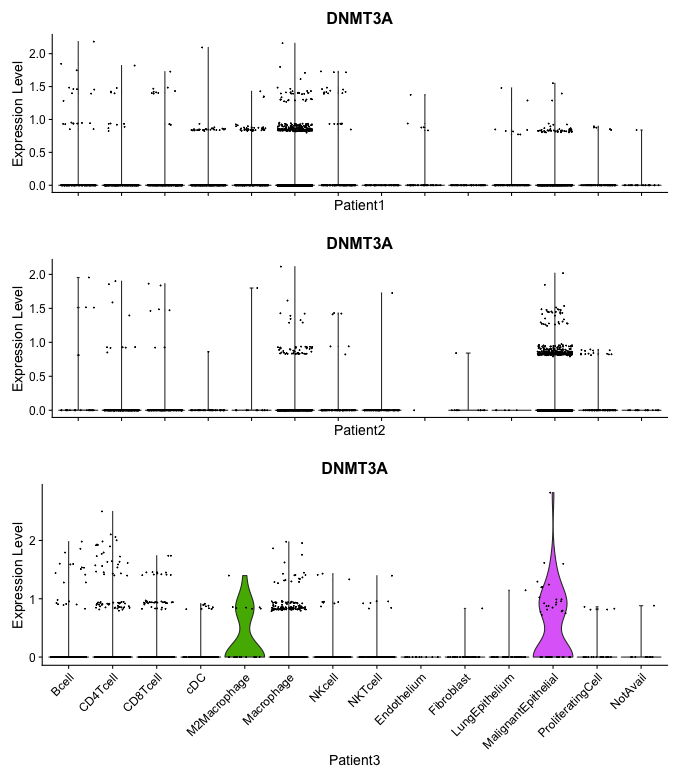 DNMT3A
Expression Level
2.0
1.5
1.0
0.5
0.0
Patient1
DNMT3A
Expression Level
2.0
1.5
1.0
0.5
0.0
Patient2
DNMT3A
Expression Level
2
1
0
Bcell
CD4Tcell
CD8Tcell
cDC
M2Macrophage
Macrophage
NKcell
NKTcell
Endothelium
Fibroblast
LungEpithelium
MalignantEpithelial
ProliferatingCell
NotAvail
Patient3